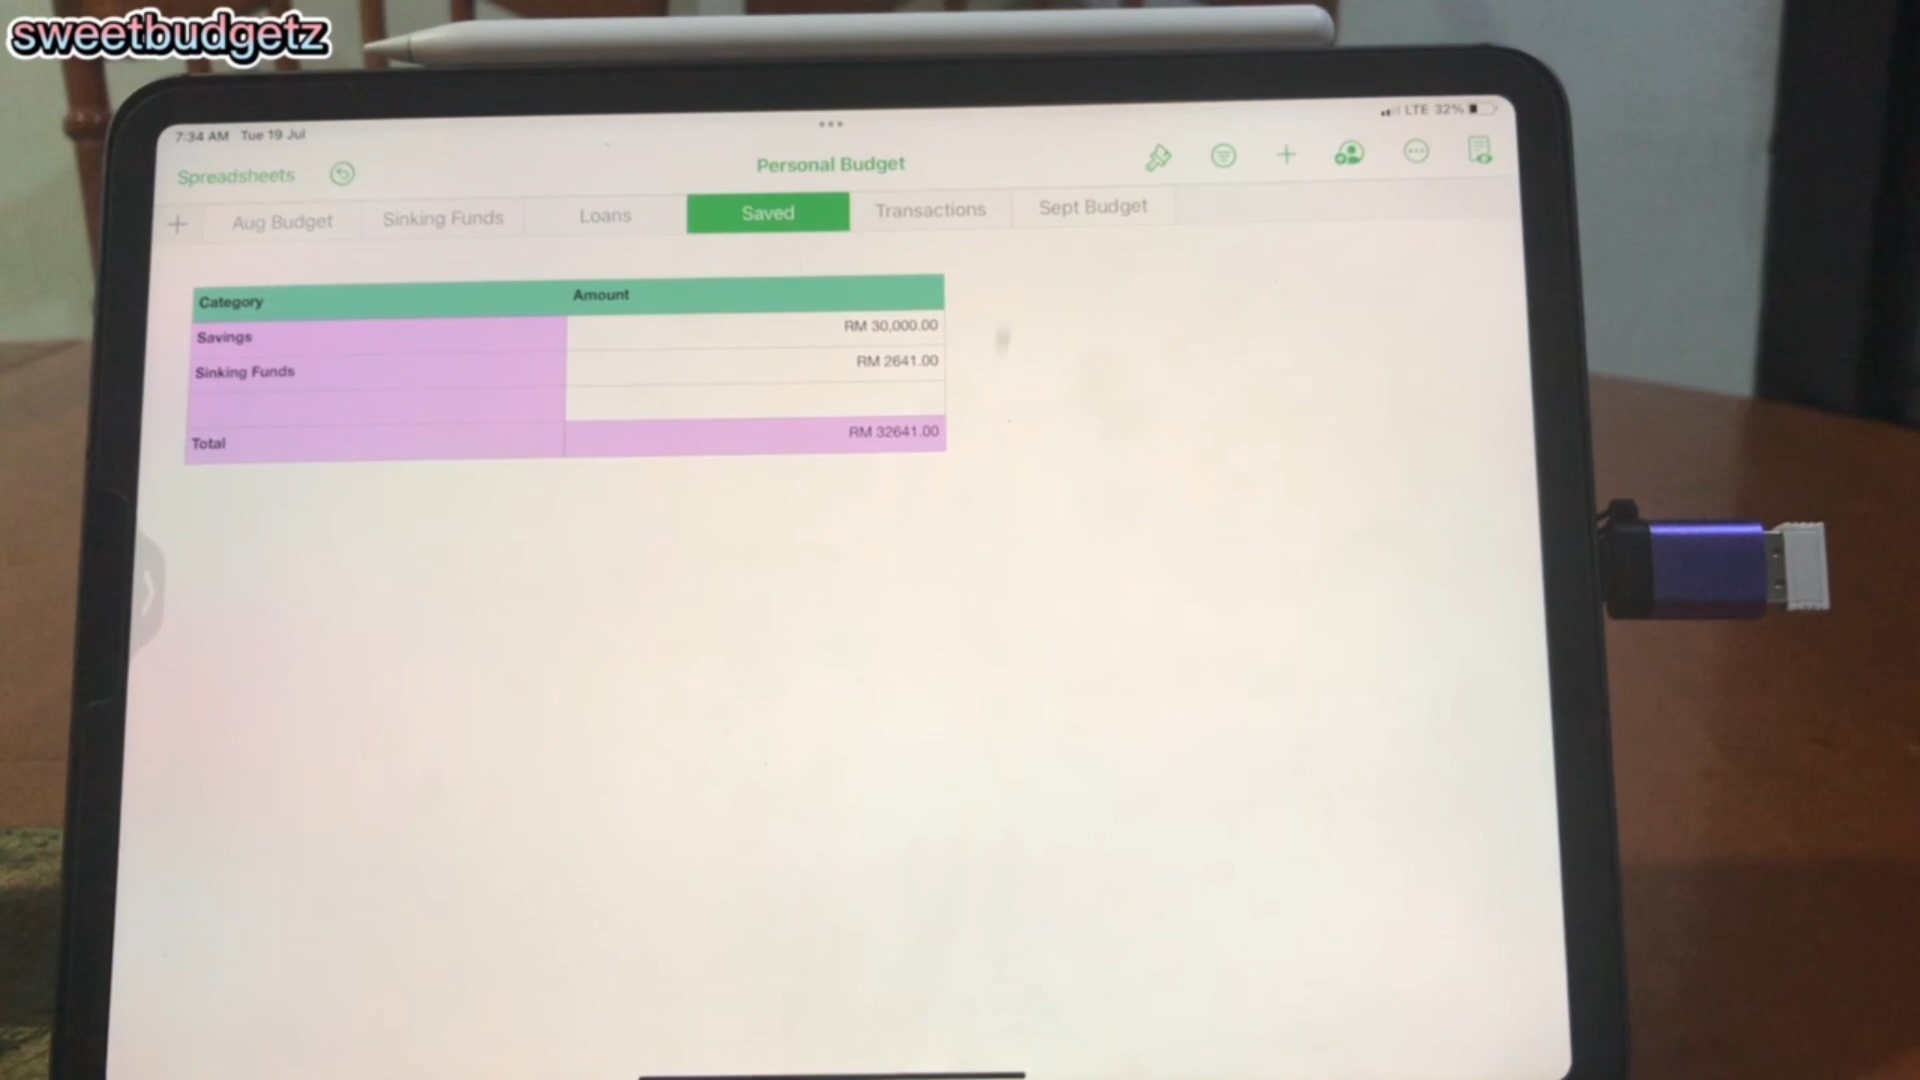 sweetbudgetz
7:34 AM Tue 19 Jul
LTE 32%
Spreadsheets
Personal Budget
Aug Budget
Sinking Funds
Loans
Saved
Transactions
Sept Budget
Category Amount
Savings RM 30,000.00
Sinking Funds RM 2641.00
Total RM 32641.00